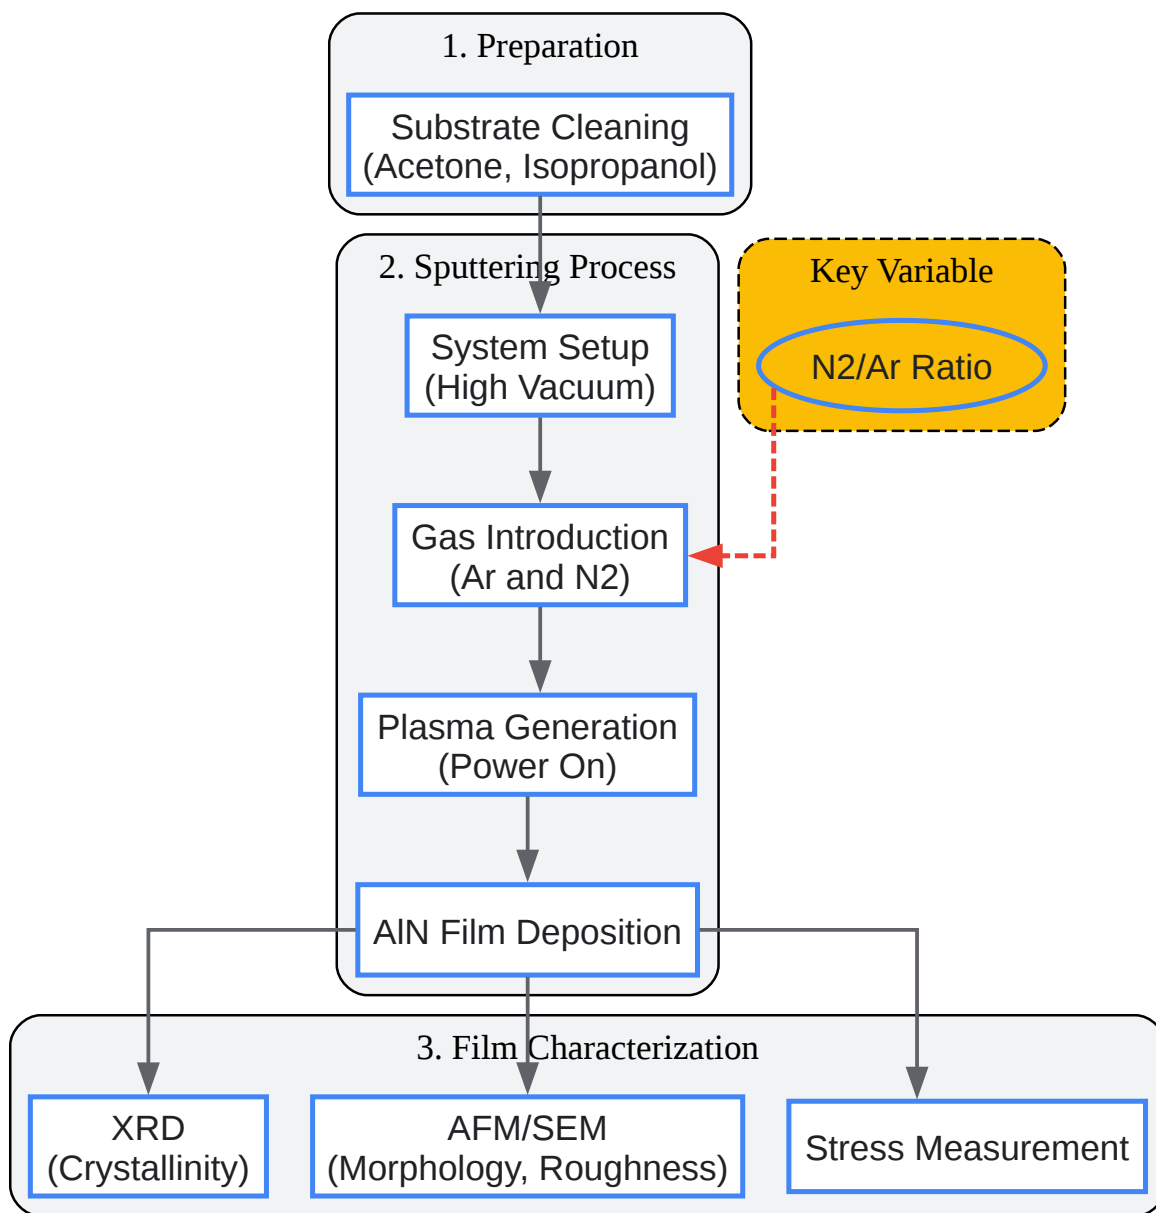 1. Preparation
Substrate Cleaning
(Acetone, Isopropanol)
2. Sputtering Process
Key Variable
System Setup
(High Vacuum)
N2/Ar Ratio
Gas Introduction
(Ar and N2)
Plasma Generation
(Power On)
AlN Film Deposition
3. Film Characterization
XRD
(Crystallinity)
AFM/SEM
(Morphology, Roughness)
Stress Measurement